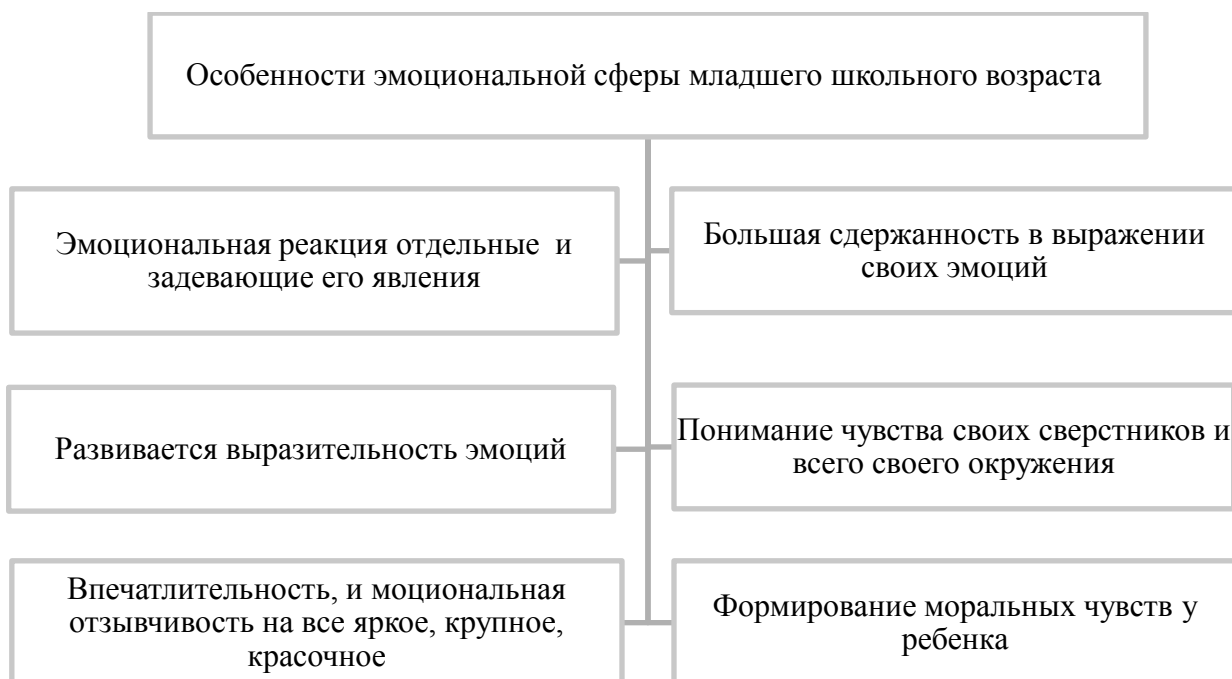 Особенности эмоциональной сферы младшего школьного возраста
Эмоциональная реакция отдельные и
задевающие его явления
Большая сдержанность в выражении
своих эмоций
Развивается выразительность эмоций
Понимание чувства своих сверстников и
всего своего окружения
Впечатлительность, и моциональная
отзывчивость на все яркое, крупное,
красочное
Формирование моральных чувств у
ребенка